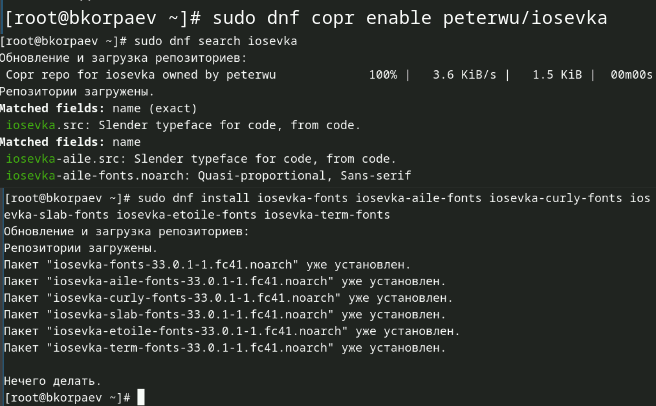 [root@bkorpaev ~]# sudo dnf copr enable peterwu/iosevka
[root@bkorpaev ~]# sudo dnf search iosevka
Обновление и загрузка репозиториев:
Copr repo for iosevka owned by peterwu 100% | 3.6 KiB/s | 1.5 KiB | 00m00s
Репозитории загружены.
Matched fields: name (exact)
iosevka.src: Slender typeface for code, from code.
Matched fields: name
iosevka-aile.src: Slender typeface for code, from code.
iosevka-aile-fonts.noarch: Quasi-proportional, Sans-serif
[root@bkorpaev ~]# sudo dnf install iosevka-fonts iosevka-aile-fonts iosevka-curly-fonts ios
evka-slab-fonts iosevka-etoile-fonts iosevka-term-fonts
Обновление и загрузка репозиториев:
Репозитории загружены.
Пакет "iosevka-fonts-33.0.1-1.fc41.noarch" уже установлен.
Пакет "iosevka-aile-fonts-33.0.1-1.fc41.noarch" уже установлен.
Пакет "iosevka-curly-fonts-33.0.1-1.fc41.noarch" уже установлен.
Пакет "iosevka-slab-fonts-33.0.1-1.fc41.noarch" уже установлен.
Пакет "iosevka-etoile-fonts-33.0.1-1.fc41.noarch" уже установлен.
Пакет "iosevka-term-fonts-33.0.1-1.fc41.noarch" уже установлен.
Нечего делать.
[root@bkorpaev ~]#